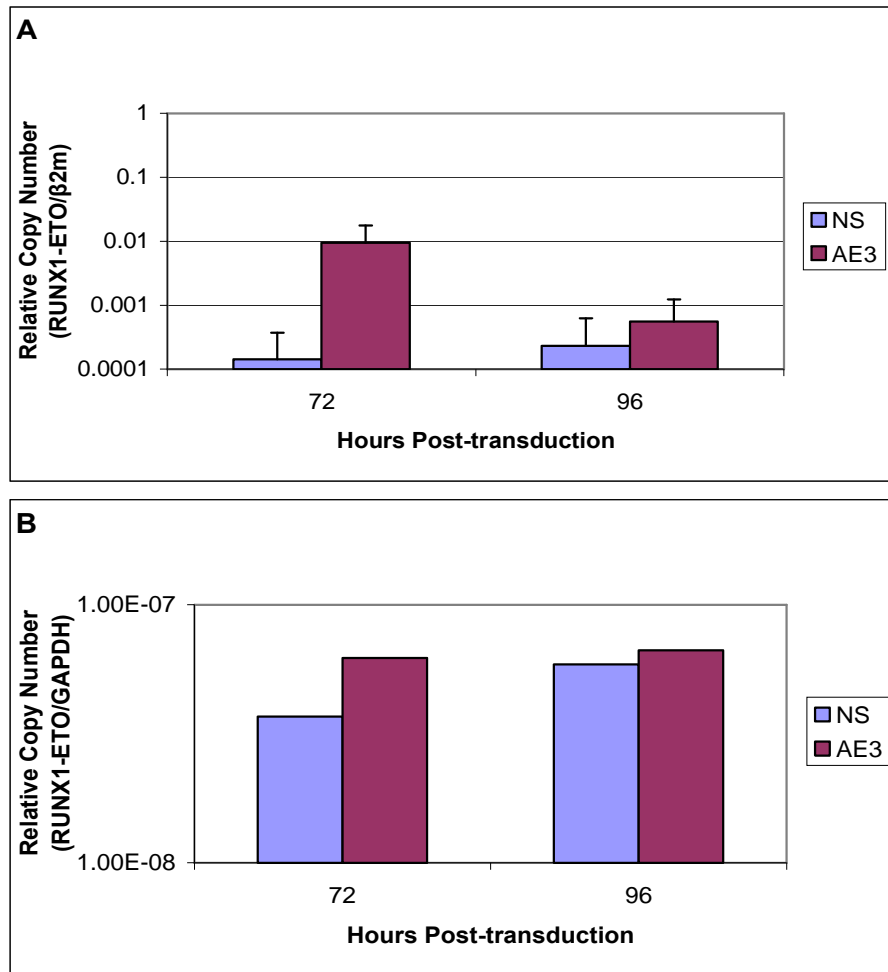 A
Relative Copy Number
(RUNX1-ETO/β2m)
1
0.1
0.01
0.001
0.0001
72
96
Hours Post-transduction
NS
AE3
B
Relative Copy Number
(RUNX1-ETO/GAPDH)
1.00E-07
1.00E-08
72
96
Hours Post-transduction
NS
AE3